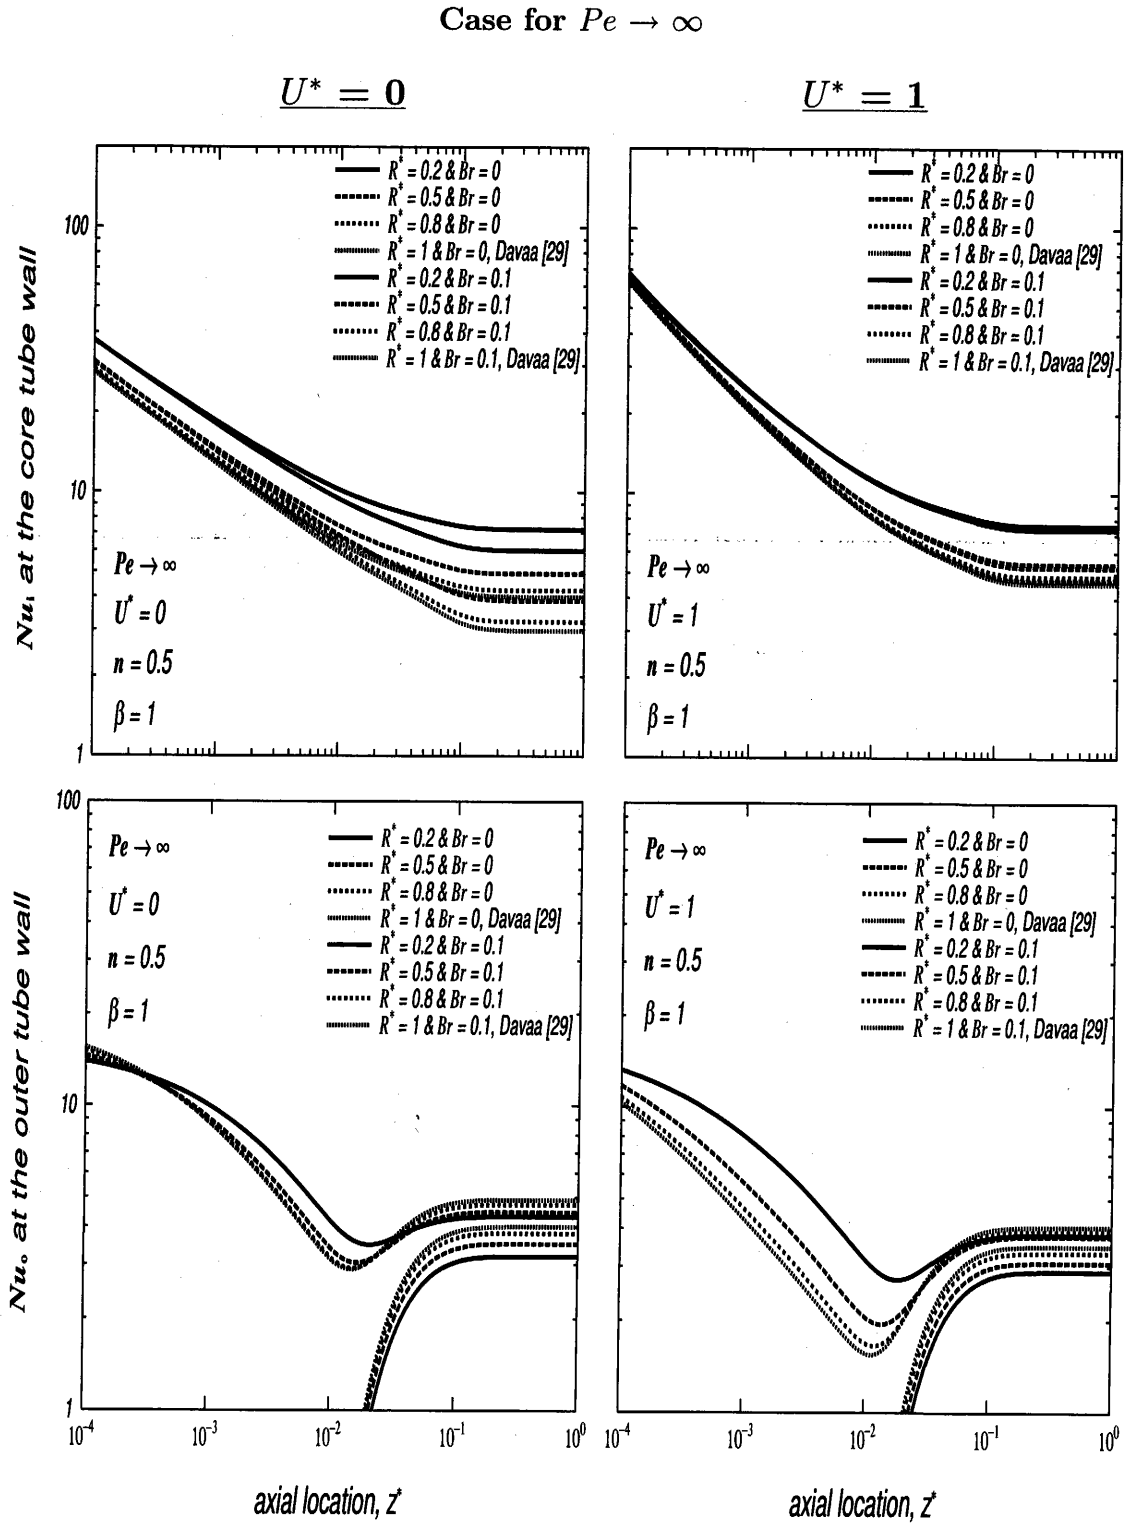 Case for Pe → ∞
U* = 0
U* = 1
Nu₁ at the core tube wall
100
10
1
R* = 0.2 & Br = 0
R* = 0.5 & Br = 0
R* = 0.8 & Br = 0
R* = 1 & Br = 0, Davaa [29]
R* = 0.2 & Br = 0.1
R* = 0.5 & Br = 0.1
R* = 0.8 & Br = 0.1
R* = 1 & Br = 0.1, Davaa [29]
Pe → ∞
U* = 0
n = 0.5
β = 1
R* = 0.2 & Br = 0
R* = 0.5 & Br = 0
R* = 0.8 & Br = 0
R* = 1 & Br = 0, Davaa [29]
R* = 0.2 & Br = 0.1
R* = 0.5 & Br = 0.1
R* = 0.8 & Br = 0.1
R* = 1 & Br = 0.1, Davaa [29]
Pe → ∞
U* = 1
n = 0.5
β = 1
Nuₒ at the outer tube wall
100
10
1
Pe → ∞
U* = 0
n = 0.5
β = 1
R* = 0.2 & Br = 0
R* = 0.5 & Br = 0
R* = 0.8 & Br = 0
R* = 1 & Br = 0, Davaa [29]
R* = 0.2 & Br = 0.1
R* = 0.5 & Br = 0.1
R* = 0.8 & Br = 0.1
R* = 1 & Br = 0.1, Davaa [29]
10⁻⁴ 10⁻³ 10⁻² 10⁻¹ 10⁰
axial location, z*
Pe → ∞
U* = 1
n = 0.5
β = 1
R* = 0.2 & Br = 0
R* = 0.5 & Br = 0
R* = 0.8 & Br = 0
R* = 1 & Br = 0, Davaa [29]
R* = 0.2 & Br = 0.1
R* = 0.5 & Br = 0.1
R* = 0.8 & Br = 0.1
R* = 1 & Br = 0.1, Davaa [29]
10⁻⁴ 10⁻³ 10⁻² 10⁻¹ 10⁰
axial location, z*